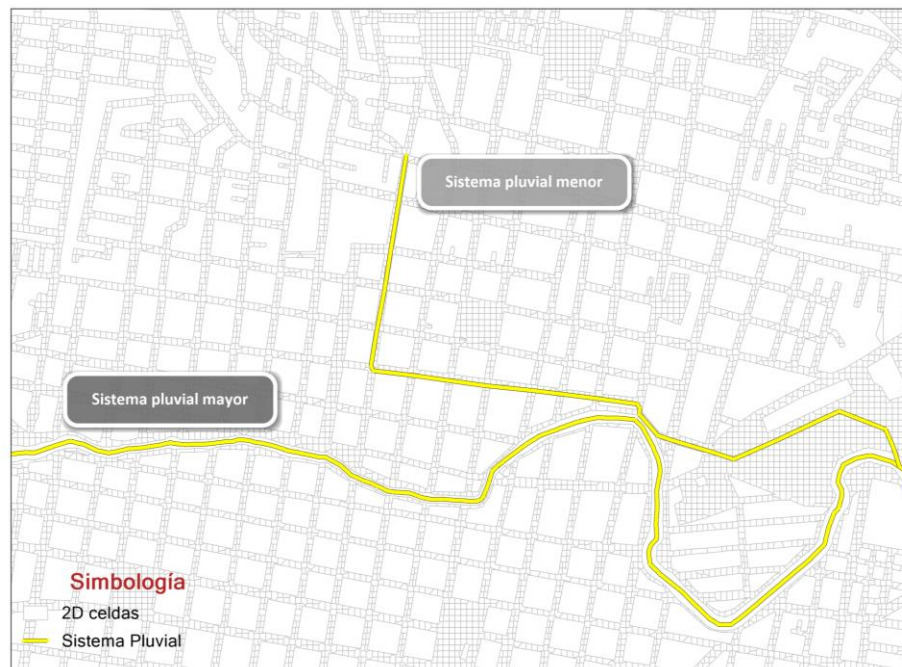 Sistema pluvial menor
Sistema pluvial mayor
Simbología
2D celdas
Sistema Pluvial